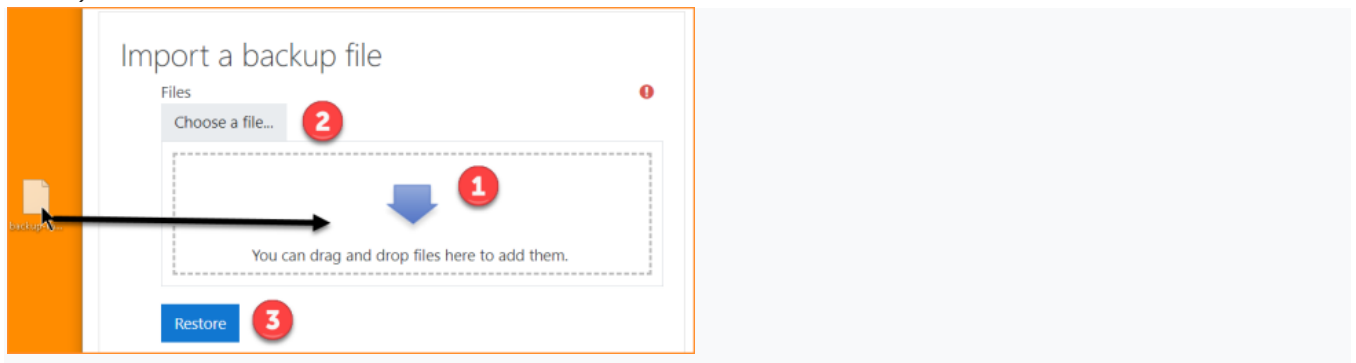 Import a backup file
Files
Choose a file...
2
1
You can drag and drop files here to add them.
Restore
3